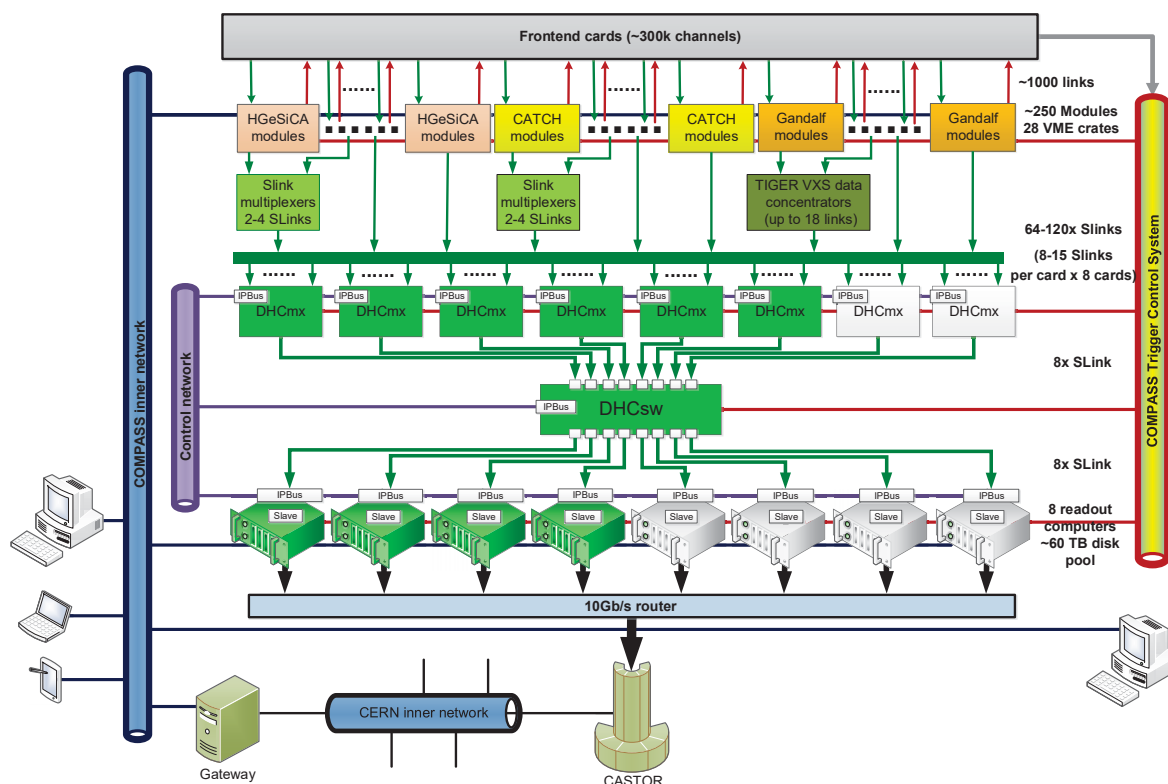 Frontend cards (~300k channels)
~1000 links
HGeSiCA
modules
HGeSiCA
modules
CATCH
modules
CATCH
modules
Gandalf
modules
Gandalf
modules
~250 Modules
28 VME crates
Slink
multiplexers
2-4 SLinks
Slink
multiplexers
2-4 SLinks
TIGER VXS data
concentrators
(up to 18 links)
64-120x Slinks
(8-15 Slinks
per card x 8 cards)
IPBus
DHCmx
IPBus
DHCmx
IPBus
DHCmx
IPBus
DHCmx
IPBus
DHCmx
IPBus
DHCmx
IPBus
DHCmx
IPBus
DHCmx
8x SLink
COMPASS inner network
Control network
COMPASS Trigger Control System
IPBus
DHCsw
8x SLink
IPBus
IPBus
IPBus
IPBus
IPBus
IPBus
IPBus
IPBus
Slave
Slave
Slave
Slave
Slave
Slave
Slave
Slave
8 readout
computers
~60 TB disk
pool
10Gb/s router
CERN inner network
Gateway
CASTOR